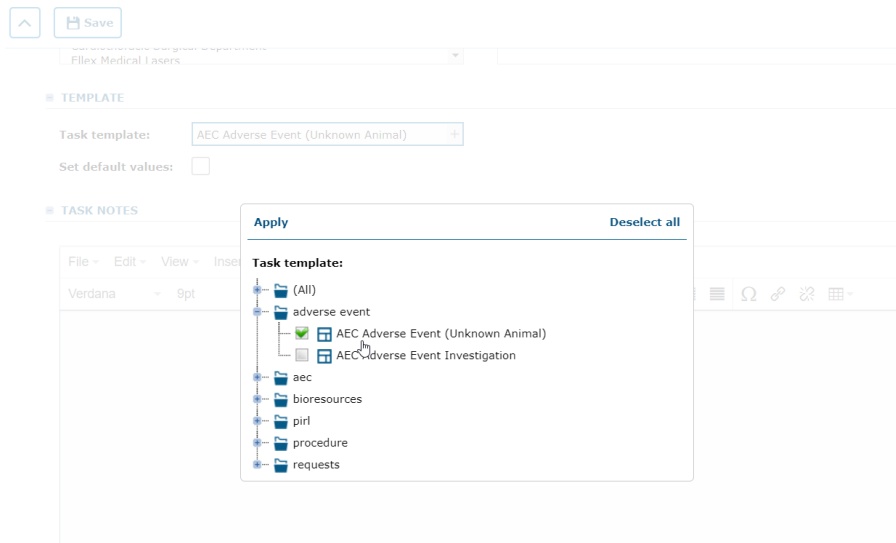 Save
Cardiothoracic Surgical Department
Ellex Medical Lasers
TEMPLATE
Task template: AEC Adverse Event (Unknown Animal)
Set default values:
TASK NOTES
Apply Deselect all
Task template:
(All)
adverse event
AEC Adverse Event (Unknown Animal)
AEC Adverse Event Investigation
aec
bioresources
pirl
procedure
requests
File Edit View Inser
Verdana 9pt